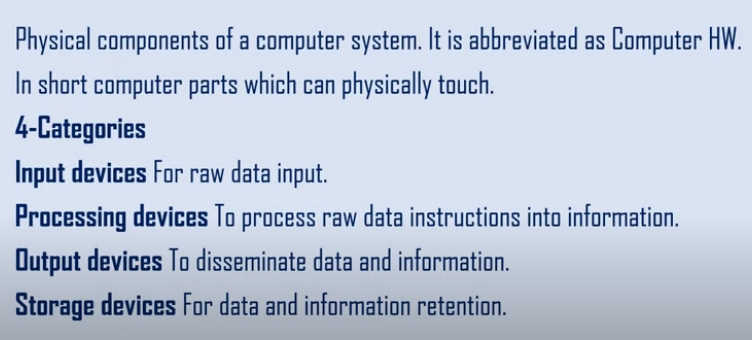 Physical components of a computer system. It is abbreviated as Computer HW.
In short computer parts which can physically touch.
4-Categories
Input devices For raw data input.
Processing devices To process raw data instructions into information.
Output devices To disseminate data and information.
Storage devices For data and information retention.